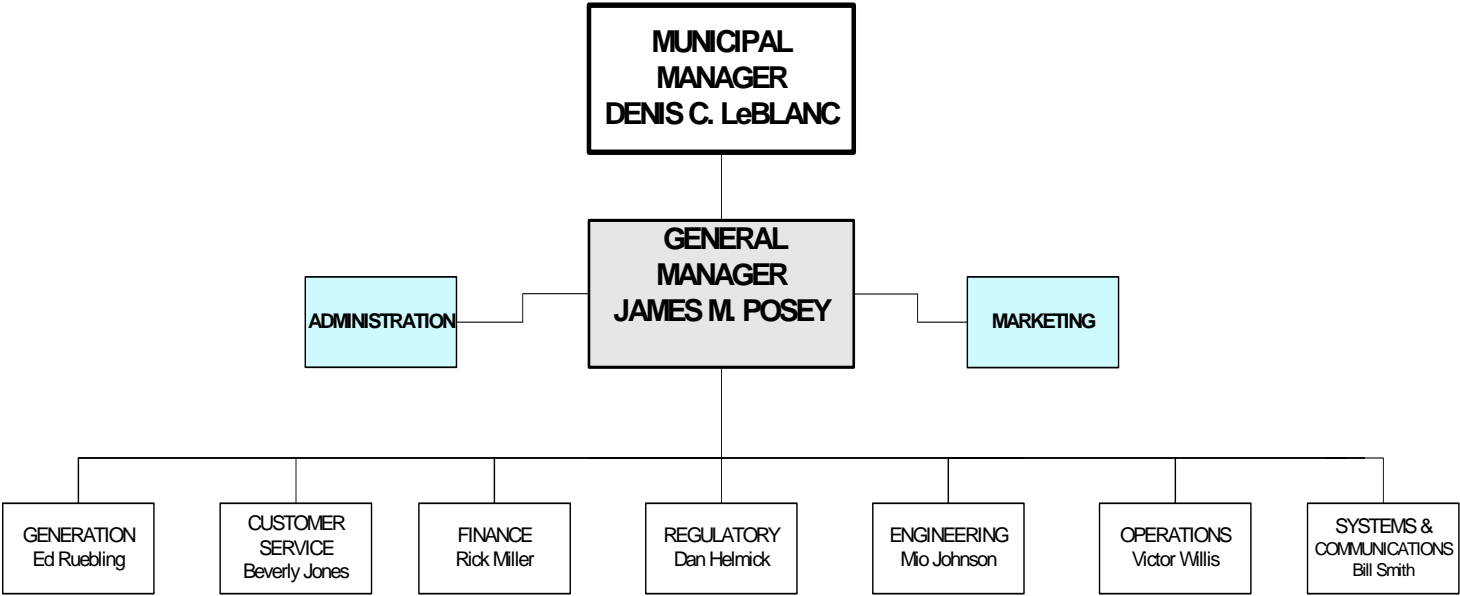 MUNICIPAL
MANAGER
DENIS C. LeBLANC
GENERAL
MANAGER
JAMES M. POSEY
ADMINISTRATION
MARKETING
GENERATION
Ed Ruebling
CUSTOMER
SERVICE
Beverly Jones
FINANCE
Rick Miller
REGULATORY
Dan Helmick
ENGINEERING
Mio Johnson
OPERATIONS
Victor Willis
SYSTEMS &
COMMUNICATIONS
Bill Smith